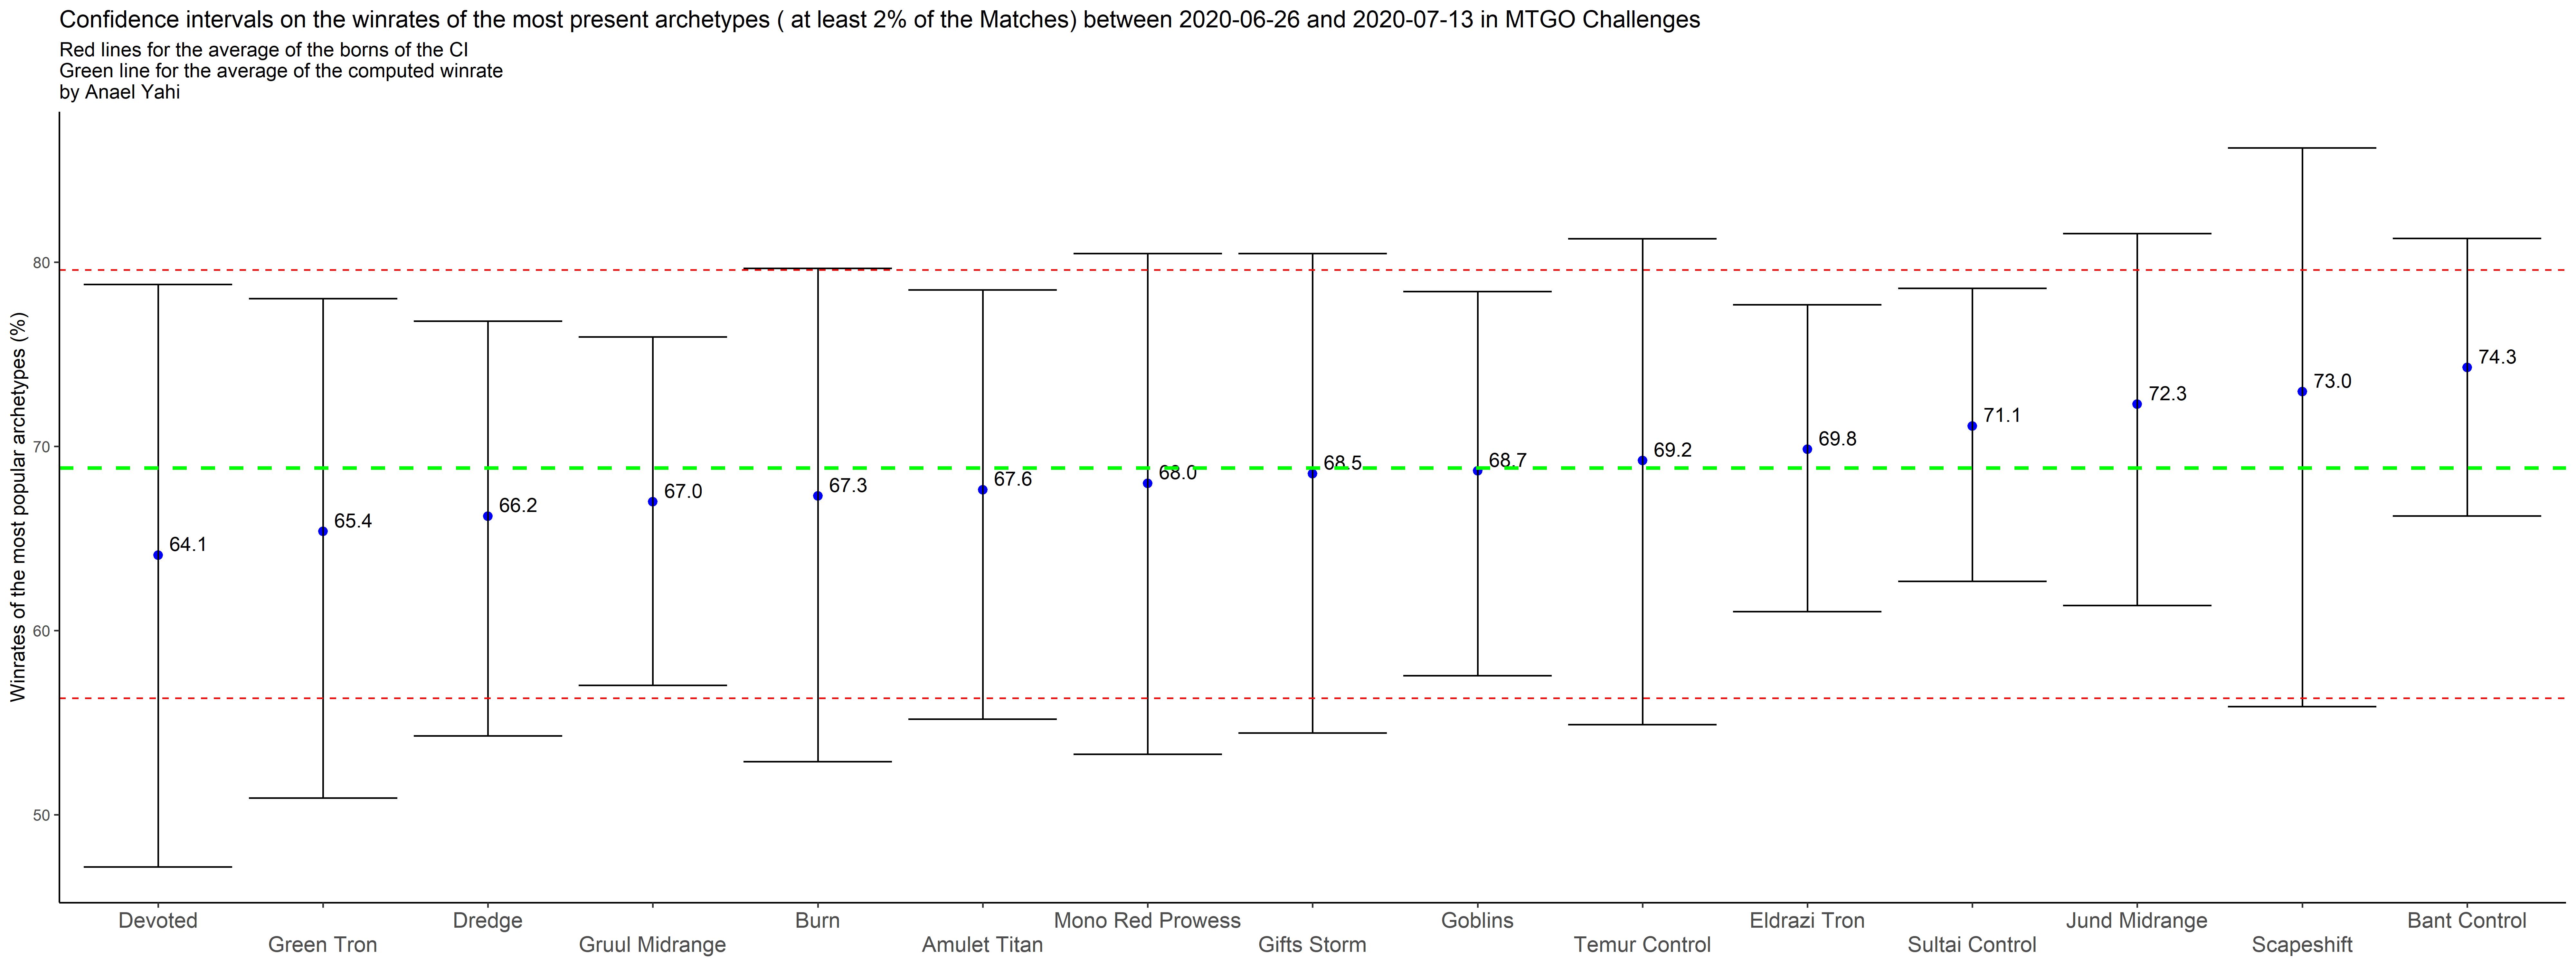 Confidence intervals on the winrates of the most present archetypes ( at least 2% of the Matches) between 2020-06-26 and 2020-07-13 in MTGO Challenges
Red lines for the average of the borns of the CI
Green line for the average of the computed winrate
by Anael Yahi
Winrates of the most popular archetypes (%)
80
70
60
50
64.1
65.4
66.2
67.0
67.3
67.6
68.0
68.5
68.7
69.2
69.8
71.1
72.3
73.0
74.3
Devoted
Green Tron
Dredge
Gruul Midrange
Burn
Amulet Titan
Mono Red Prowess
Gifts Storm
Goblins
Temur Control
Eldrazi Tron
Sultai Control
Jund Midrange
Scapeshift
Bant Control